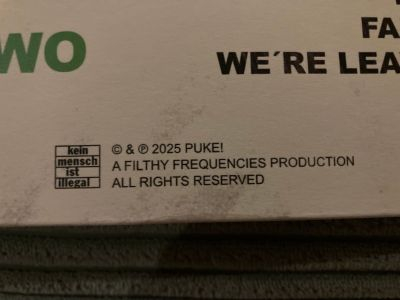 FA
WO
WE´RE LEA
kein
mensch
ist
illegal
© & ℗ 2025 PUKE!
A FILTHY FREQUENCIES PRODUCTION
ALL RIGHTS RESERVED